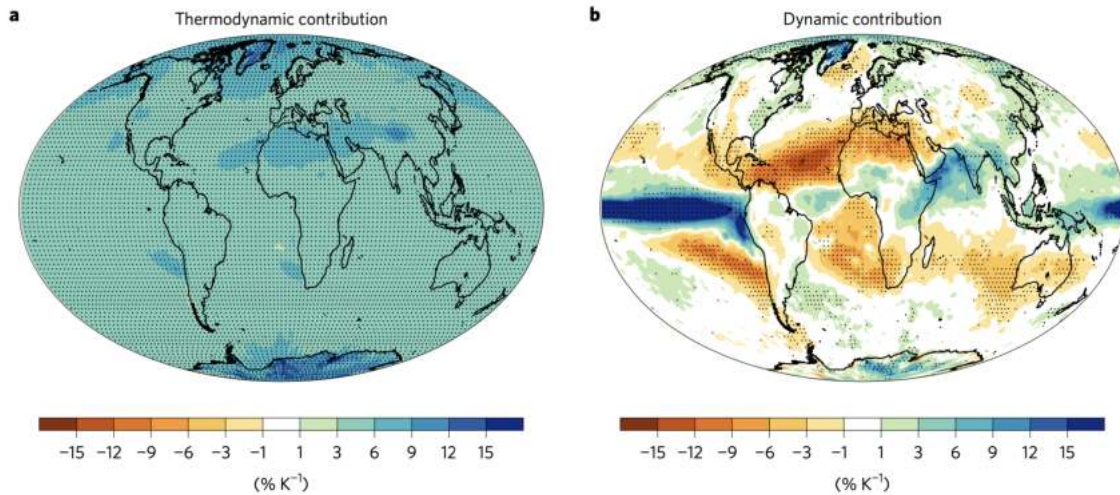 a Thermodynamic contribution
−15 −12 −9 −6 −3 −1 1 3 6 9 12 15
(% K⁻¹)
b Dynamic contribution
−15 −12 −9 −6 −3 −1 1 3 6 9 12 15
(% K⁻¹)